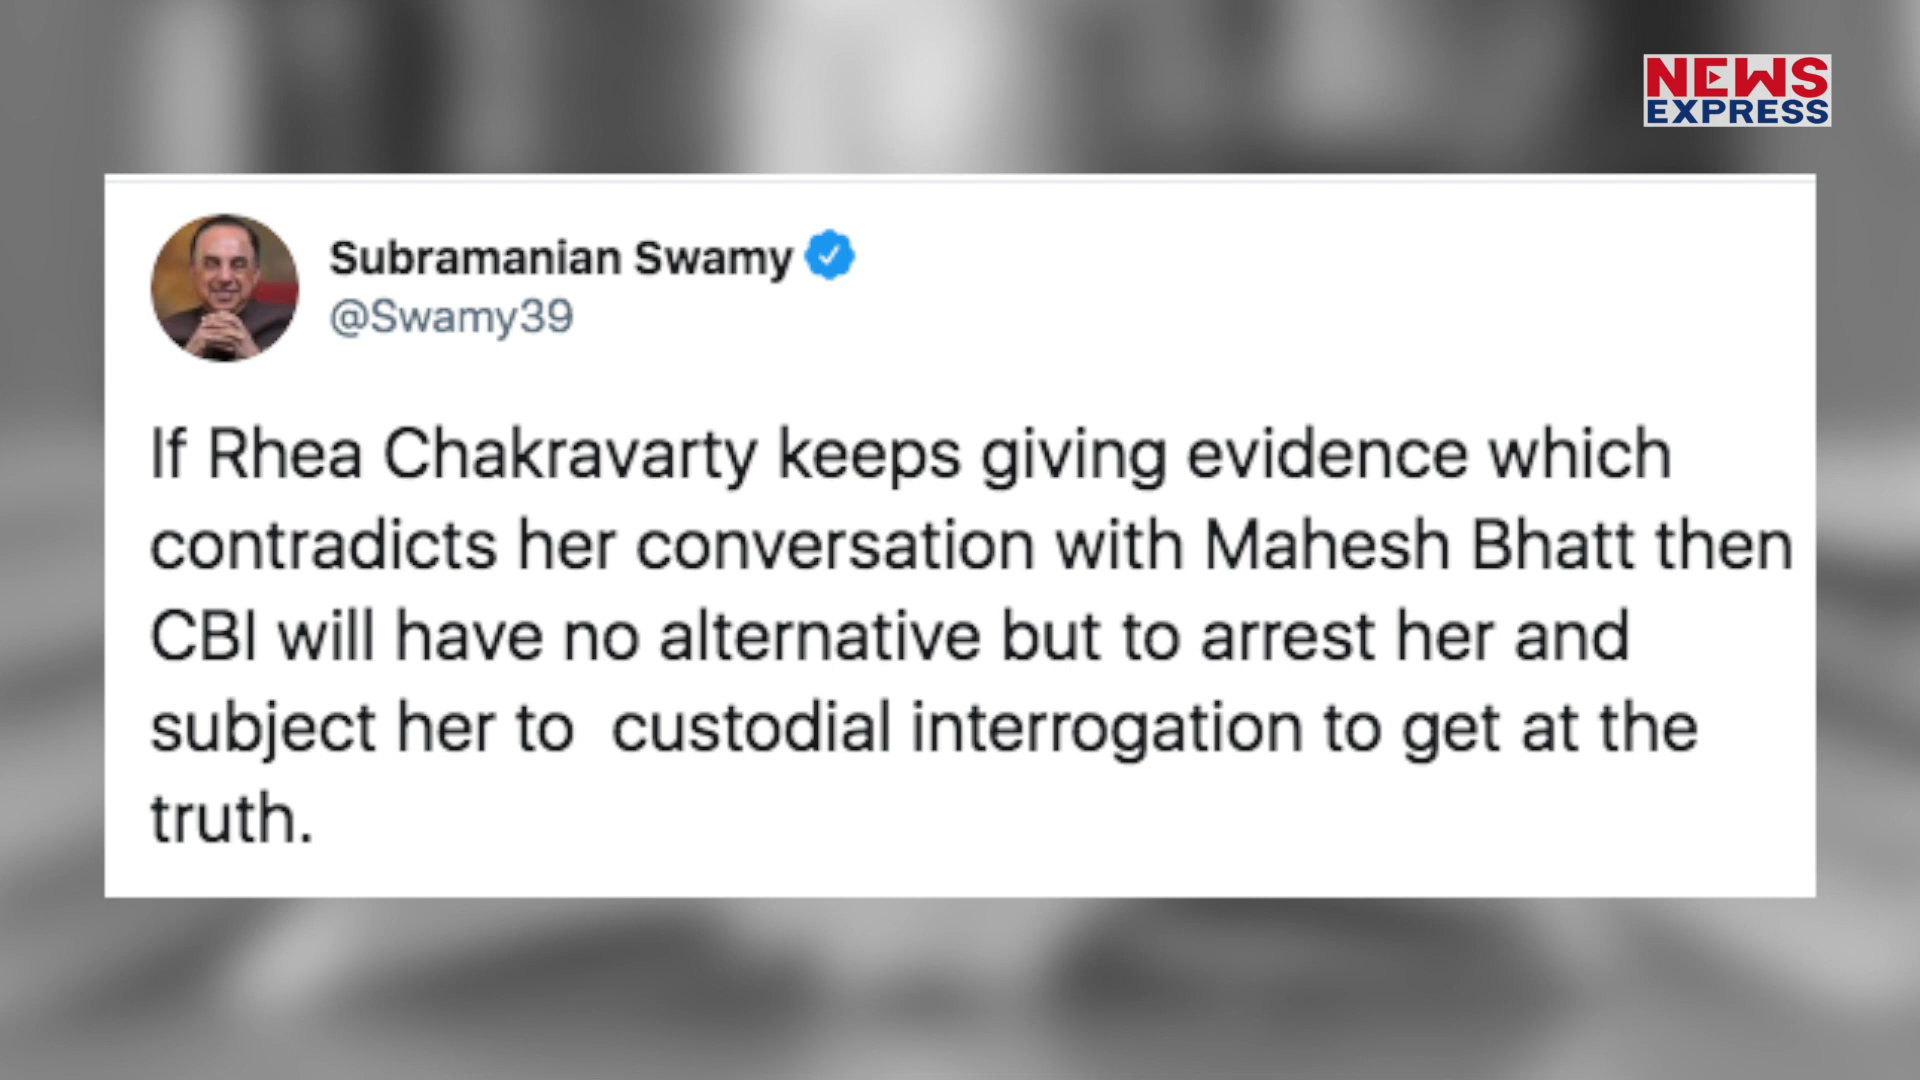 NEWS
EXPRESS
Subramanian Swamy
@Swamy39
If Rhea Chakravarty keeps giving evidence which
contradicts her conversation with Mahesh Bhatt then
CBI will have no alternative but to arrest her and
subject her to  custodial interrogation to get at the
truth.